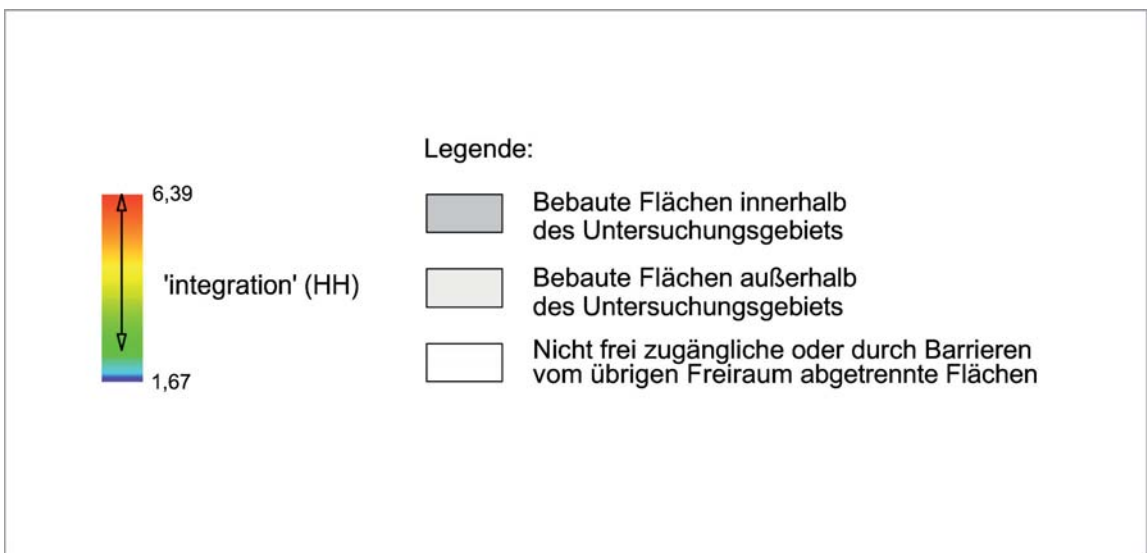 Legende:
6,39
'integration' (HH)
1,67
Bebaute Flächen innerhalb
des Untersuchungsgebiets
Bebaute Flächen außerhalb
des Untersuchungsgebiets
Nicht frei zugängliche oder durch Barrieren
vom übrigen Freiraum abgetrennte Flächen